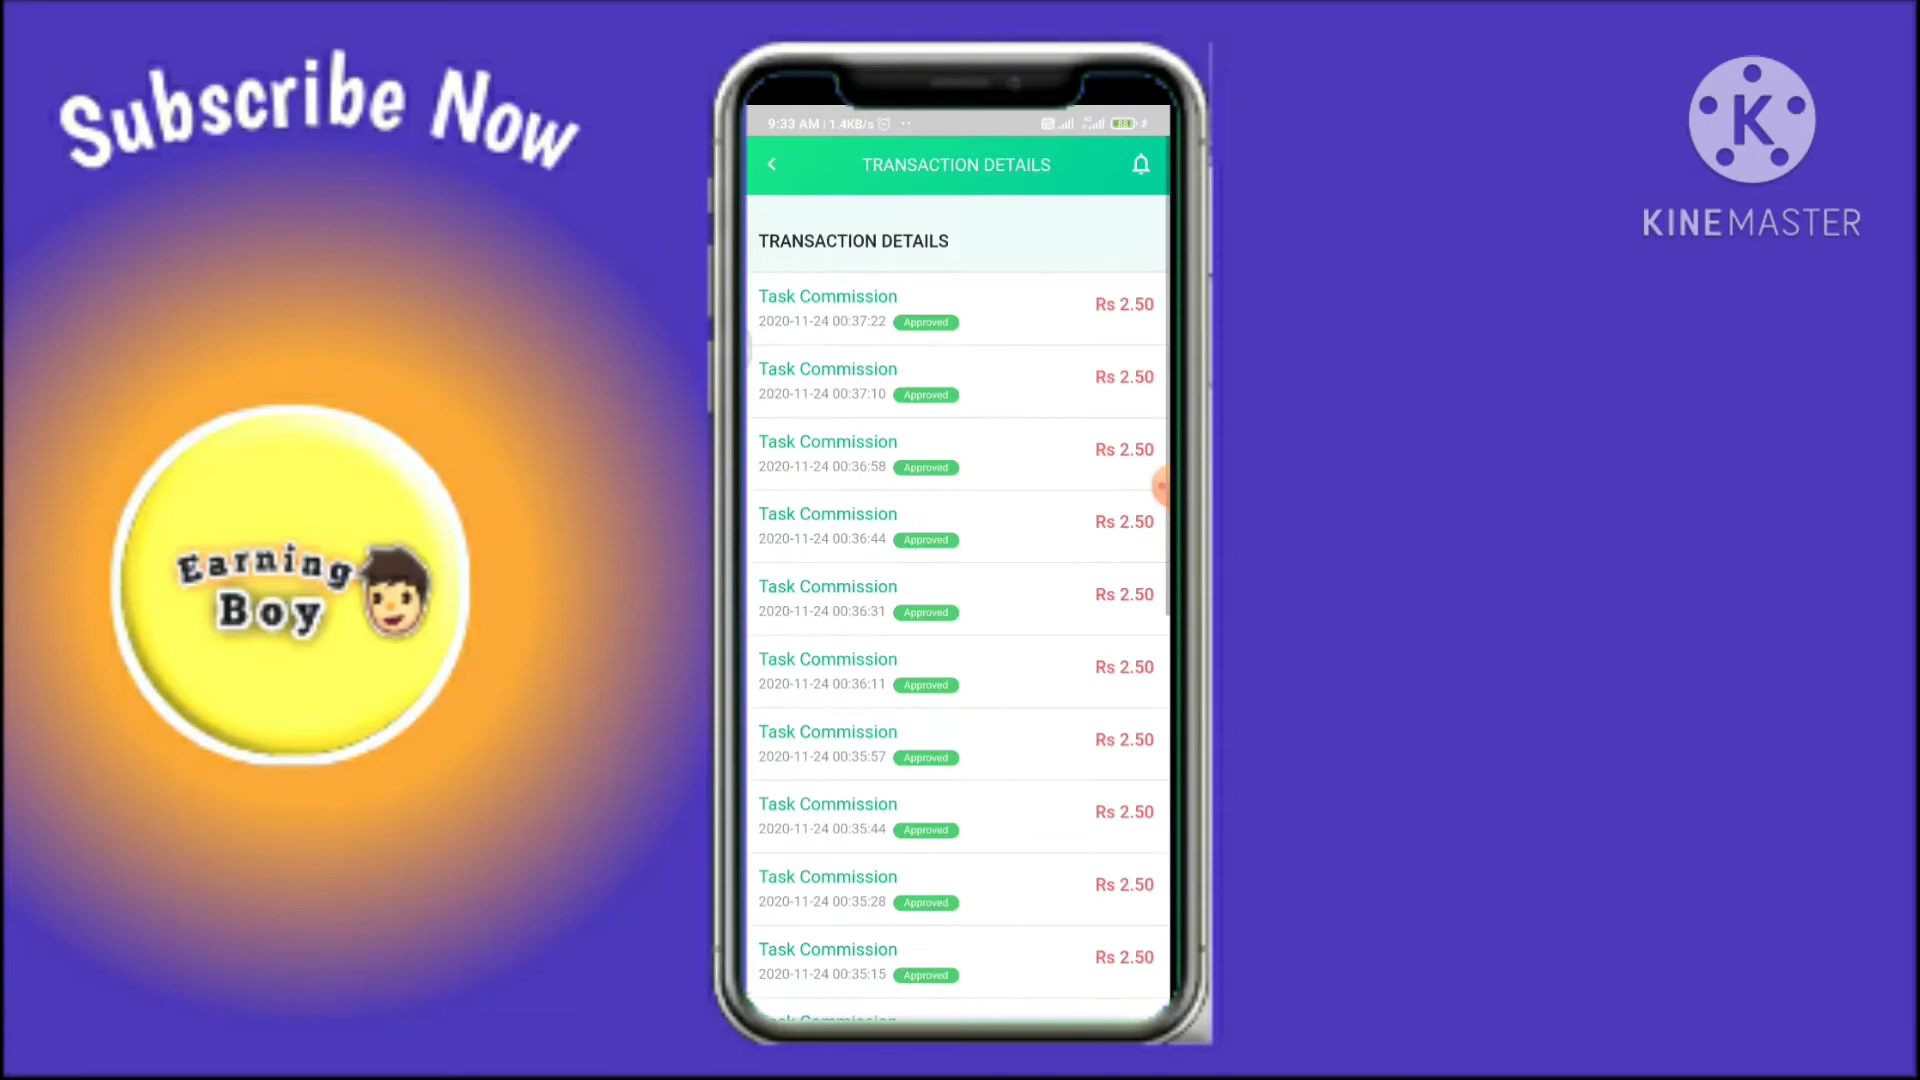 Subscribe Now
Earning
Boy
KINEMASTER
9:33 AM | 1.4KB/s
88
TRANSACTION DETAILS
TRANSACTION DETAILS
Task Commission
Rs 2.50
2020-11-24 00:37:22 Approved
Task Commission
Rs 2.50
2020-11-24 00:37:10 Approved
Task Commission
Rs 2.50
2020-11-24 00:36:58 Approved
Task Commission
Rs 2.50
2020-11-24 00:36:44 Approved
Task Commission
Rs 2.50
2020-11-24 00:36:31 Approved
Task Commission
Rs 2.50
2020-11-24 00:36:11 Approved
Task Commission
Rs 2.50
2020-11-24 00:35:57 Approved
Task Commission
Rs 2.50
2020-11-24 00:35:44 Approved
Task Commission
Rs 2.50
2020-11-24 00:35:28 Approved
Task Commission
Rs 2.50
2020-11-24 00:35:15 Approved